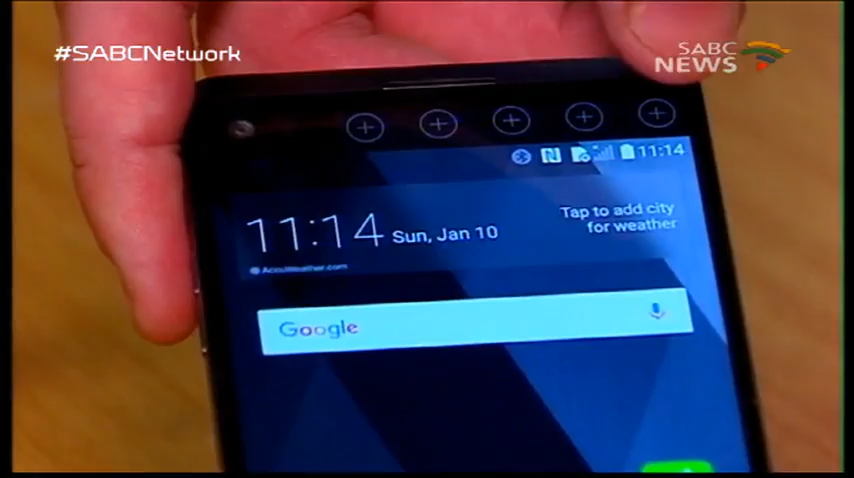 #SABCNetwork
SABC
NEWS
11:14
11:14 Sun, Jan 10
Tap to add city
for weather
AccuWeather.com
Google